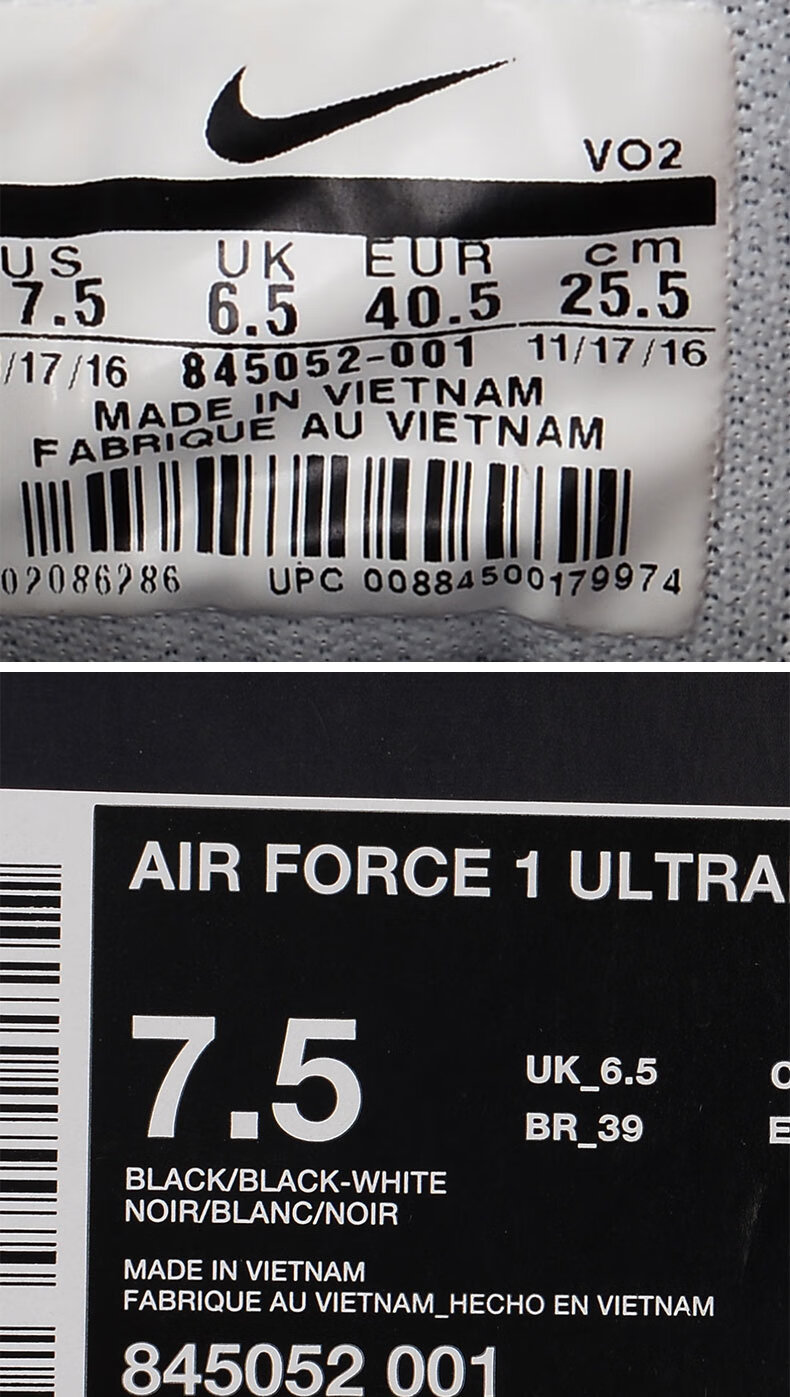 VO2
US UK EUR cm
7.5 6.5 40.5 25.5
/17/16 845052-001 11/17/16
MADE IN VIETNAM
FABRIQUE AU VIETNAM
02086286 UPC 00884500179974
AIR FORCE 1 ULTRA
7.5
UK_6.5
BR_39
BLACK/BLACK-WHITE
NOIR/BLANC/NOIR
MADE IN VIETNAM
FABRIQUE AU VIETNAM_HECHO EN VIETNAM
845052 001